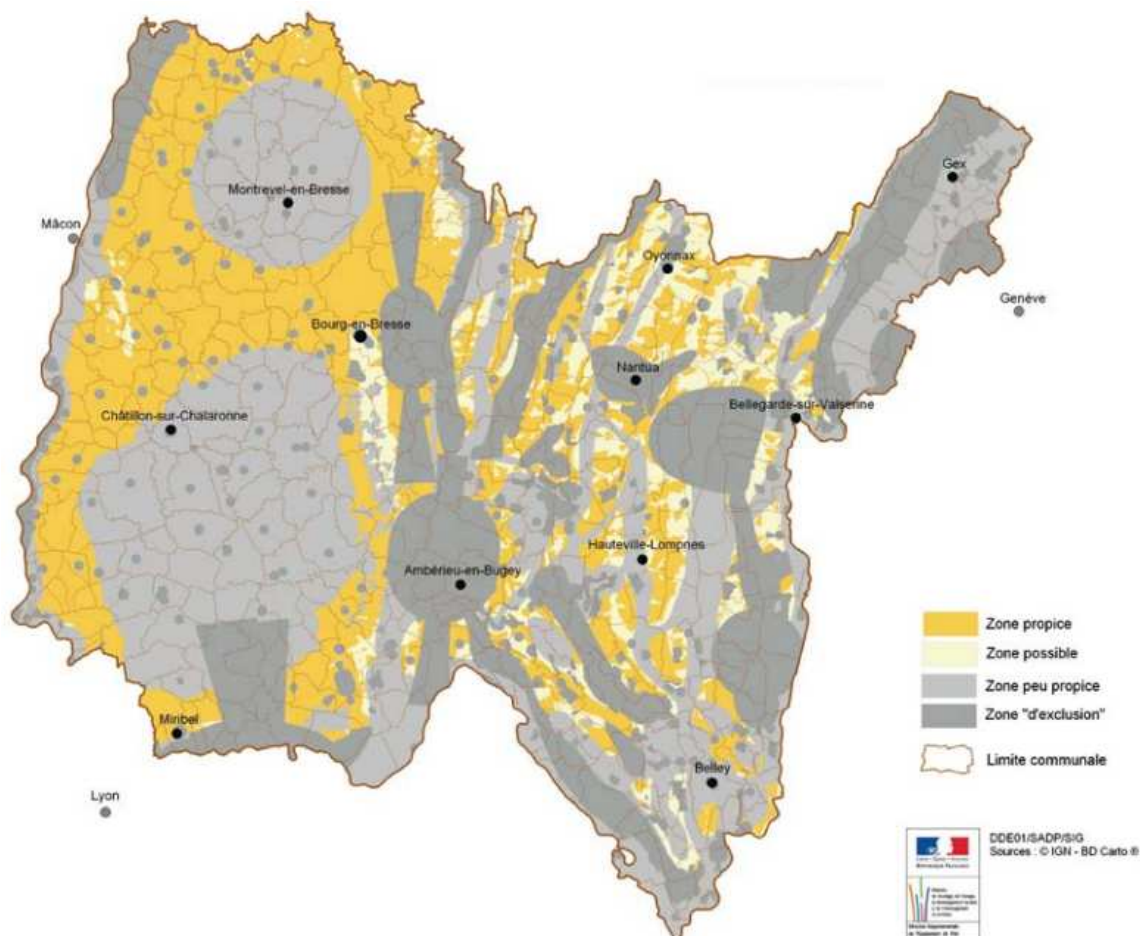 Gex
Montrevel-en-Bresse
Mâcon
Oyonnax
Genève
Bourg-en-Bresse
Nantua
Châtillon-sur-Chalaronne
Bellegarde-sur-Valserine
Hauteville-Lompnes
Ambérieu-en-Bugey
Miribel
Belley
Lyon
Zone propice
Zone possible
Zone peu propice
Zone "d'exclusion"
Limite communale
DDE01/SADP/SIG
Sources : © IGN - BD Carto ®